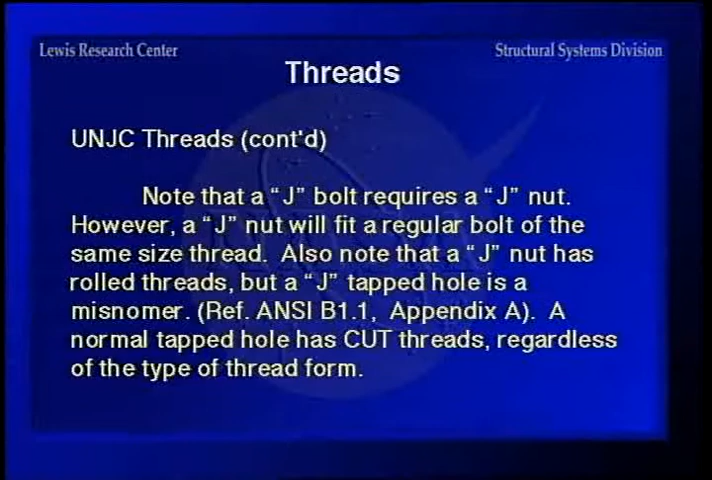 Lewis Research Center
Structural Systems Division
Threads
UNJC Threads (cont'd)
Note that a “J” bolt requires a “J” nut.
However, a “J” nut will fit a regular bolt of the
same size thread. Also note that a “J” nut has
rolled threads, but a “J” tapped hole is a
misnomer. (Ref. ANSI B1.1, Appendix A). A
normal tapped hole has CUT threads, regardless
of the type of thread form.